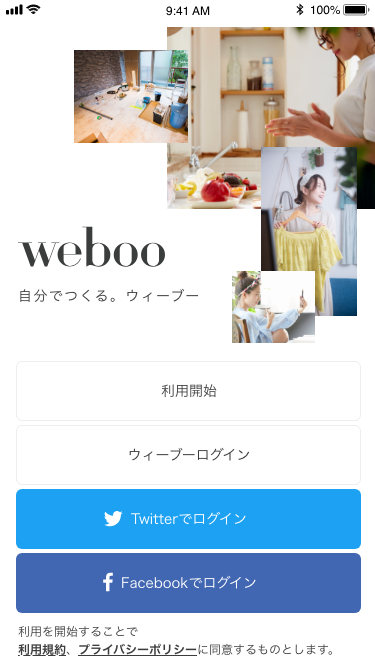 9:41 AM
100%
weboo
自分でつくる。ウィーブー
利用開始
ウィーブーログイン
Twitterでログイン
Facebookでログイン
利用を開始することで
利用規約、プライバシーポリシーに同意するものとします。